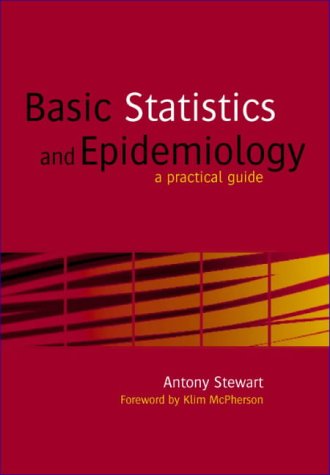 Basic Statistics
and Epidemiology
a practical guide
Antony Stewart
Foreword by Klim McPherson